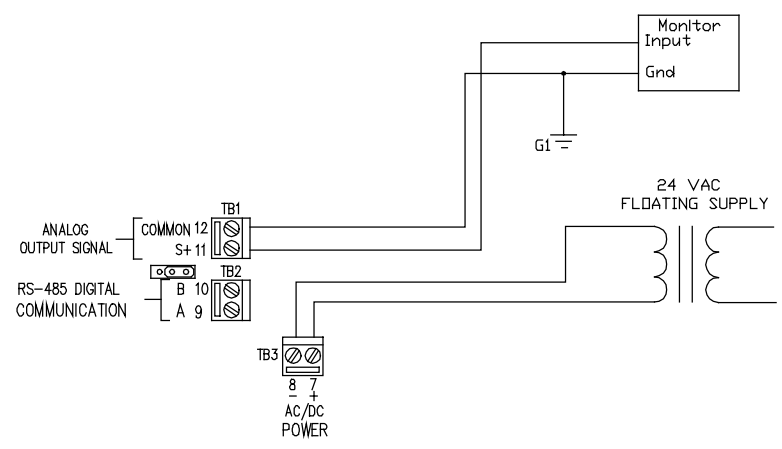 Monitor
Input
Gnd
G1
24 VAC
FLOATING SUPPLY
TB1
ANALOG
OUTPUT SIGNAL
COMMON 12
S+ 11
TB2
RS-485 DIGITAL
COMMUNICATION
B 10
A 9
TB3
8 7
- +
AC/DC
POWER